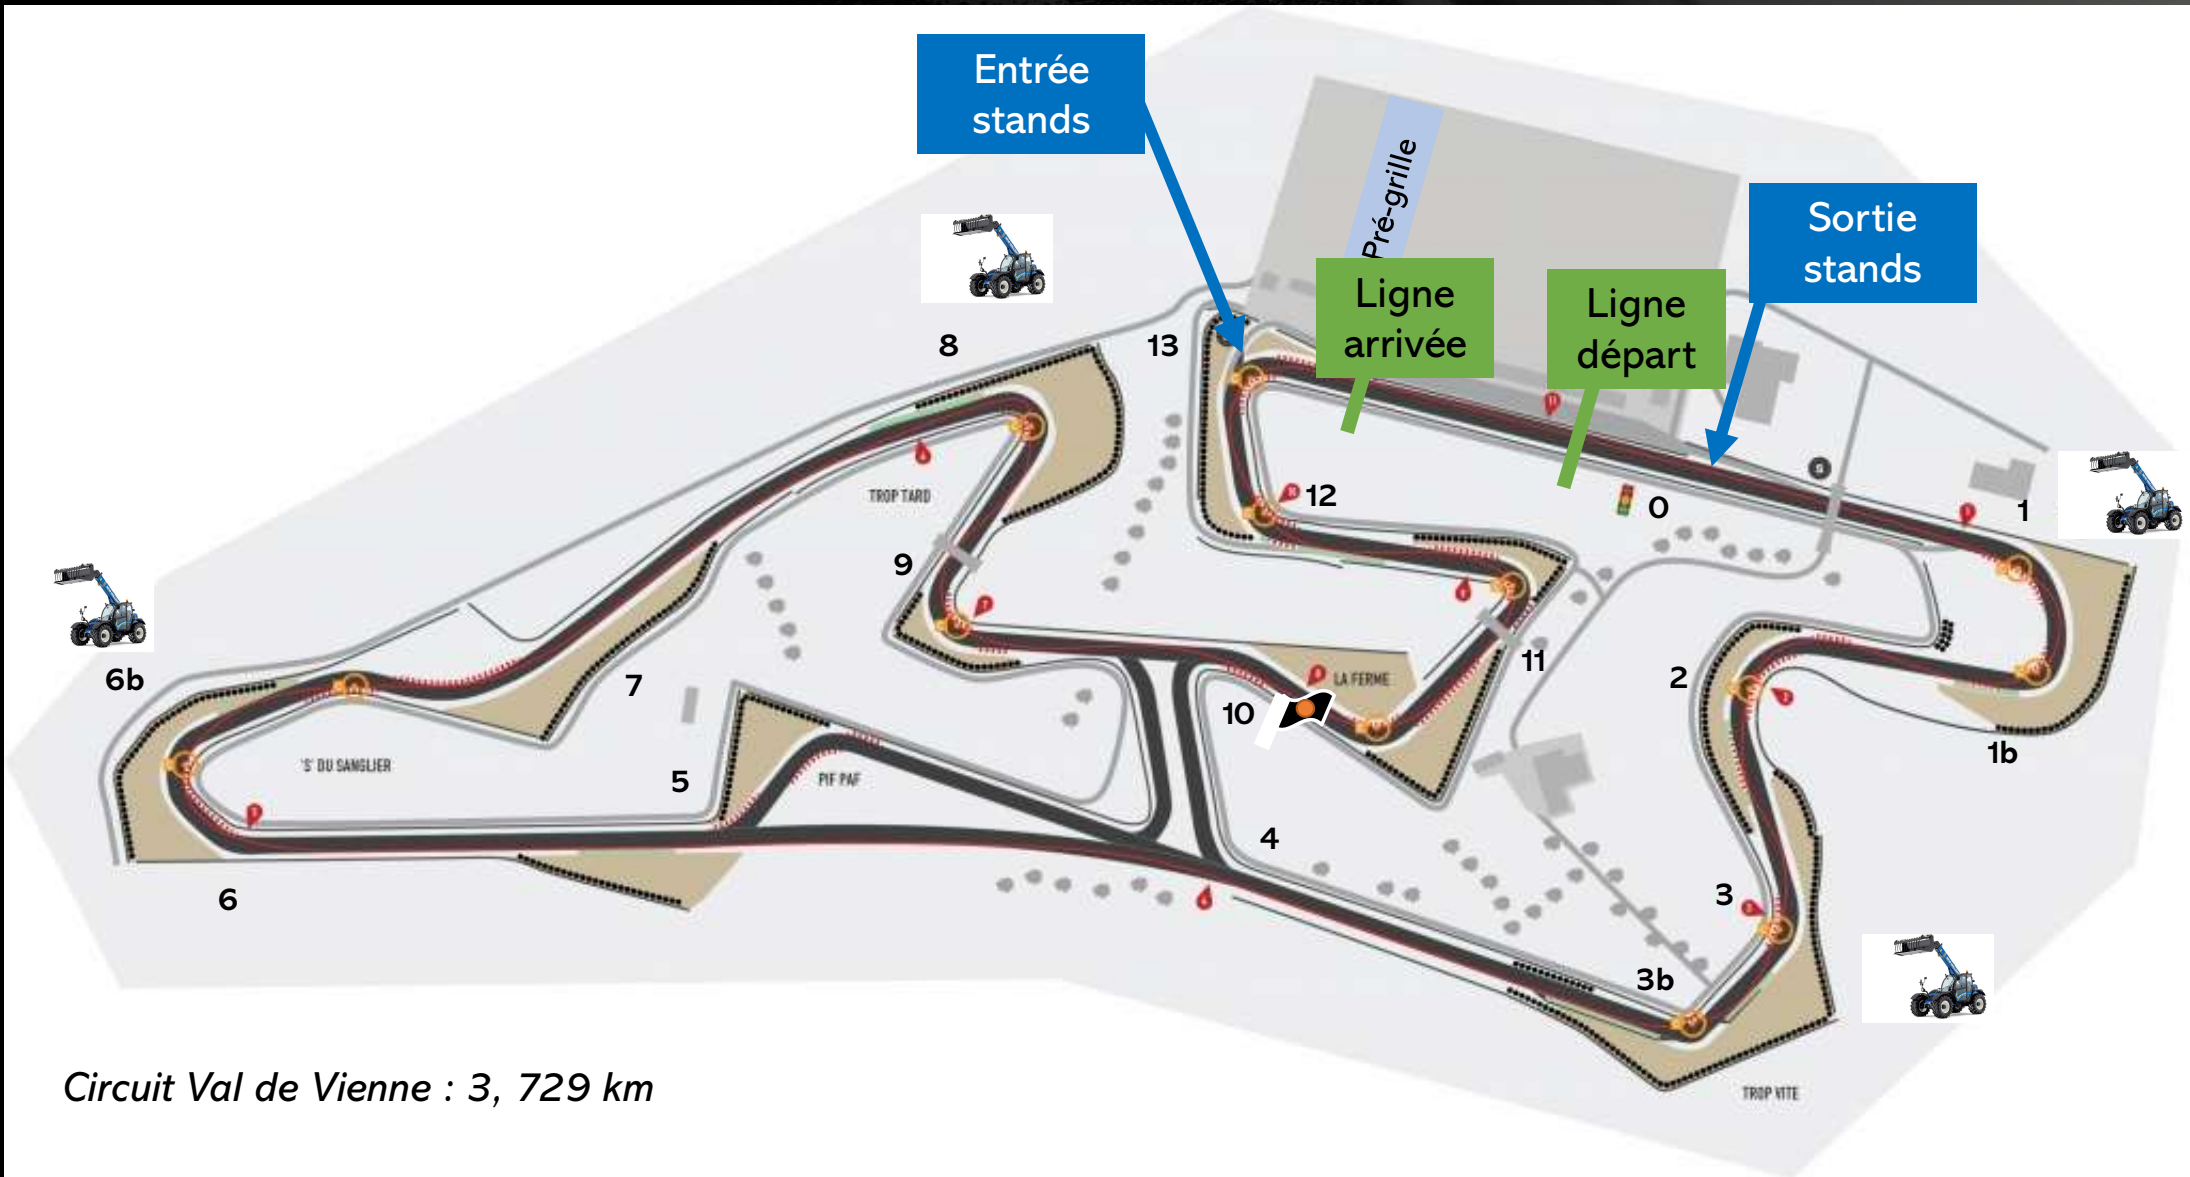 Entrée
stands
Pré-grille
Sortie
stands
Ligne
arrivée
Ligne
départ
8
13
TROP TARD
12
0
1
9
6b
7
2
11
LA FERME
10
1b
'S' DU SANGLIER
5
PIF PAF
4
6
3
3b
Circuit Val de Vienne : 3, 729 km
TROP VITE